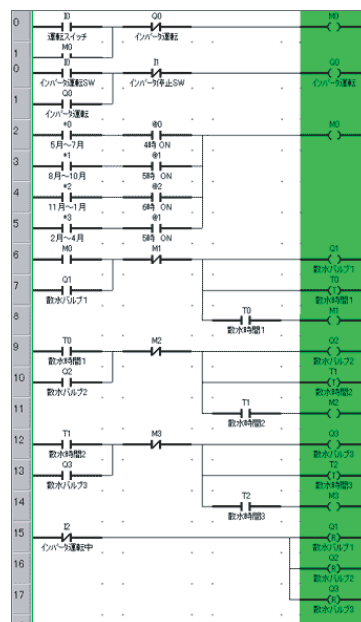 I0 Q0 M0
0
運転スイッチ インバータ運転
M0
1
I0 I1 Q0
0
インバータ運転SW インバータ停止SW インバータ運転
Q0
1
インバータ運転
*0 @0 M0
2
5月～7月 4時 ON
*1 @1
3
8月～10月 5時 ON
*2 @2
4
11月～1月 6時 ON
*3 @1
5
2月～4月 5時 ON
M0 M1 Q1
6
散水バルブ1
Q1 T0
7 T
散水バルブ1 散水時間1
T0 M1
8
散水時間1
T0 M2 Q2
9
散水時間1 散水バルブ2
Q2 T1
10 T
散水バルブ2 散水時間2
T1 M2
11
散水時間2
T1 M3 Q3
12
散水時間2 散水バルブ3
Q3 T2
13 T
散水バルブ3 散水時間3
T2 M3
14
散水時間3
I2 Q1
15 R
インバータ運転中 散水バルブ1
Q2
16 R
散水バルブ2
Q3
17 R
散水バルブ3